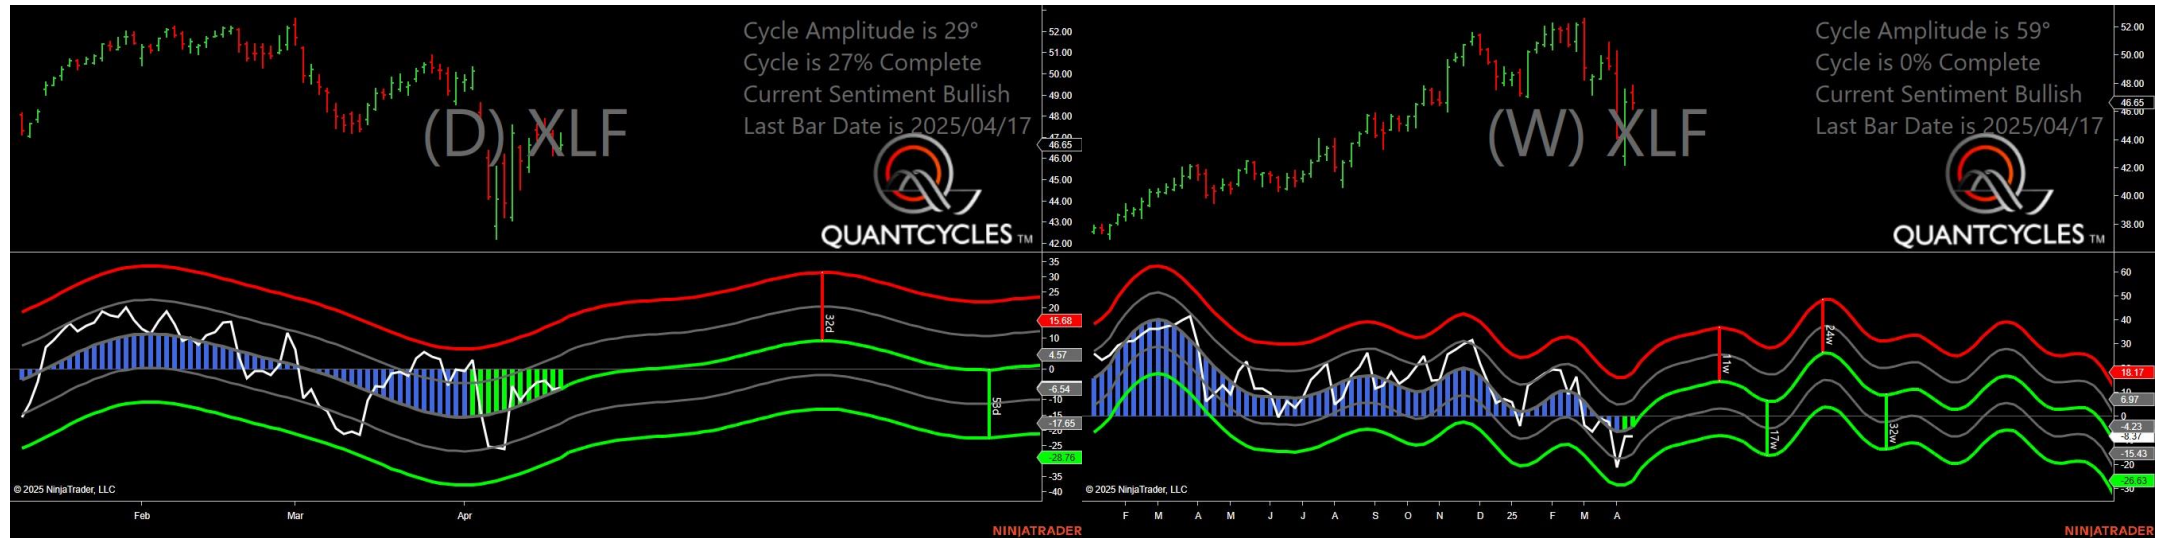 Cycle Amplitude is 29°
Cycle is 27% Complete
Current Sentiment Bullish
Last Bar Date is 2025/04/17
(D) XLF
QUANTCYCLES TM
52.00
51.00
50.00
49.00
48.00
47.00
46.65
46.00
45.00
44.00
43.00
42.00
35
30
25
20
15.68
10
4.57
0
-6.54
-10
-15
-17.65
-20
-25
-28.76
-35
-40
32d
53d
© 2025 NinjaTrader, LLC
Feb
Mar
Apr
NINJATRADER
Cycle Amplitude is 59°
Cycle is 0% Complete
Current Sentiment Bullish
Last Bar Date is 2025/04/17
(W) XLF
QUANTCYCLES TM
52.00
50.00
48.00
46.65
46.00
44.00
42.00
40.00
38.00
60
50
40
30
18.17
10
6.97
0
-4.23
-8.37
-15.43
-20
-26.63
-30
11w
17w
24w
32w
© 2025 NinjaTrader, LLC
F M A M J J A S O N D 25 F M A
NINJATRADER